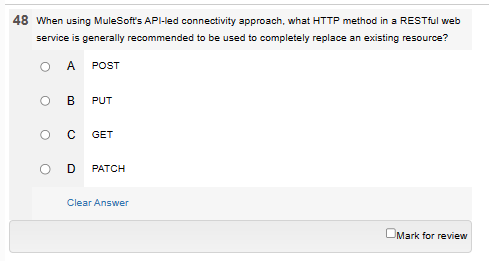 48 When using MuleSoft's API-led connectivity approach, what HTTP method in a RESTful web
service is generally recommended to be used to completely replace an existing resource?
A POST
B PUT
C GET
D PATCH
Clear Answer
Mark for review